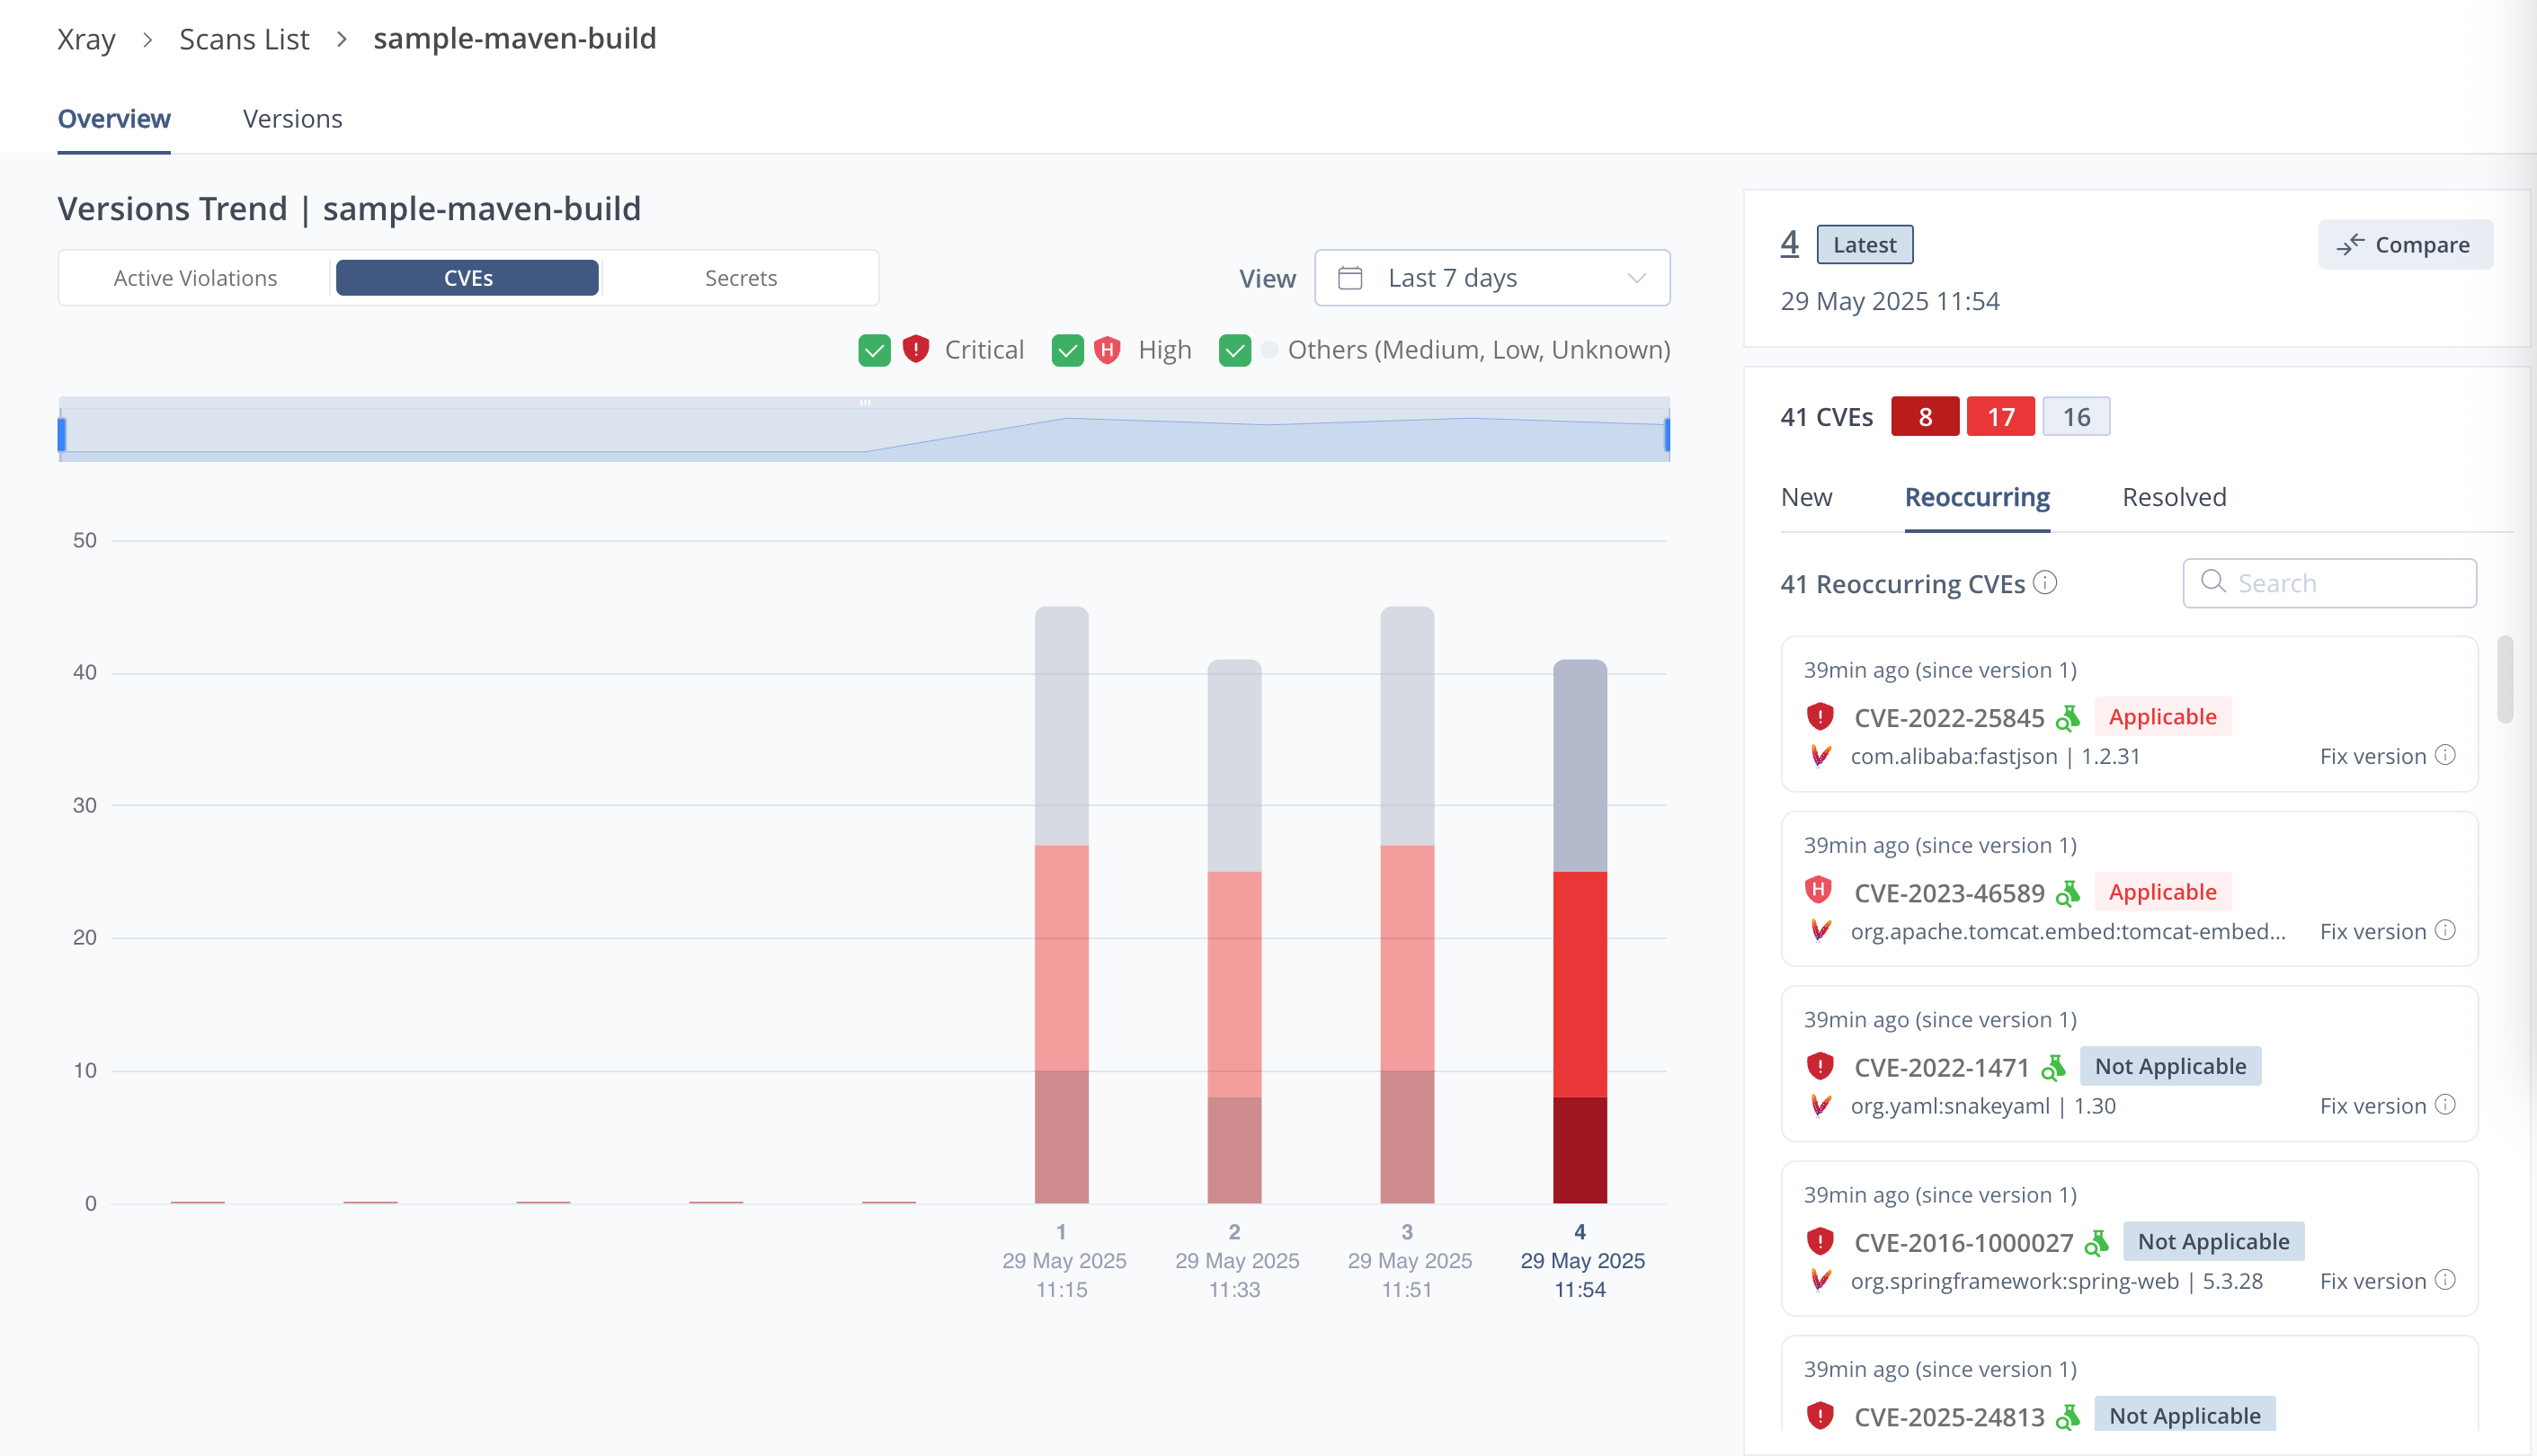 Xray > Scans List > sample-maven-build
Overview Versions
Versions Trend | sample-maven-build
Active Violations CVEs Secrets
View Last 7 days
Critical H High Others (Medium, Low, Unknown)
50
40
30
20
10
0
1 2 3 4
29 May 2025 29 May 2025 29 May 2025 29 May 2025
11:15 11:33 11:51 11:54
4 Latest Compare
29 May 2025 11:54
41 CVEs 8 17 16
New Reoccurring Resolved
41 Reoccurring CVEs Search
39min ago (since version 1)
CVE-2022-25845 Applicable
com.alibaba:fastjson | 1.2.31 Fix version
39min ago (since version 1)
H CVE-2023-46589 Applicable
org.apache.tomcat.embed:tomcat-embed... Fix version
39min ago (since version 1)
CVE-2022-1471 Not Applicable
org.yaml:snakeyaml | 1.30 Fix version
39min ago (since version 1)
CVE-2016-1000027 Not Applicable
org.springframework:spring-web | 5.3.28 Fix version
39min ago (since version 1)
CVE-2025-24813 Not Applicable